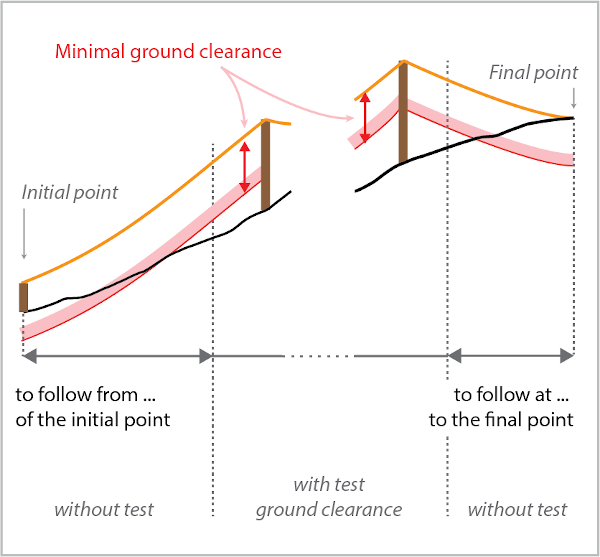 Minimal ground clearance
Final point
Initial point
to follow from ...
of the initial point
to follow at ...
to the final point
without test
with test
ground clearance
without test